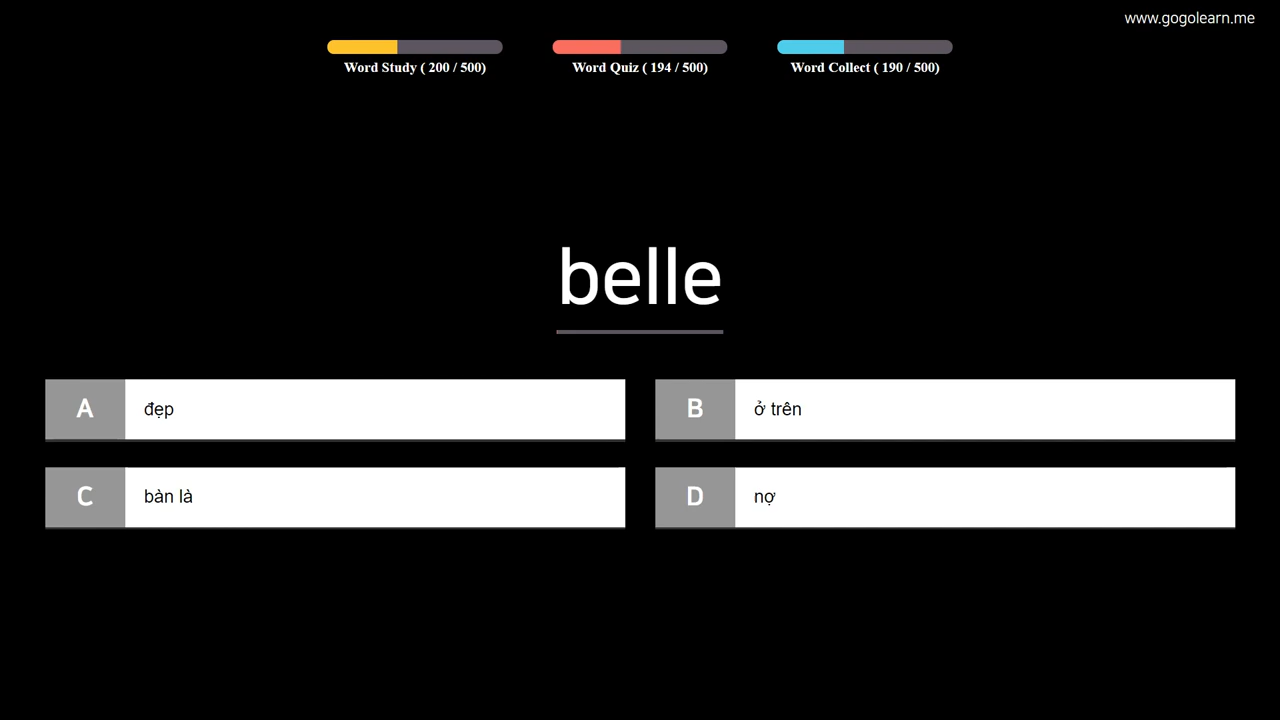 www.gogolearn.me
Word Study ( 200 / 500)
Word Quiz ( 194 / 500)
Word Collect ( 190 / 500)
belle
A đẹp
B ở trên
C bàn là
D nợ